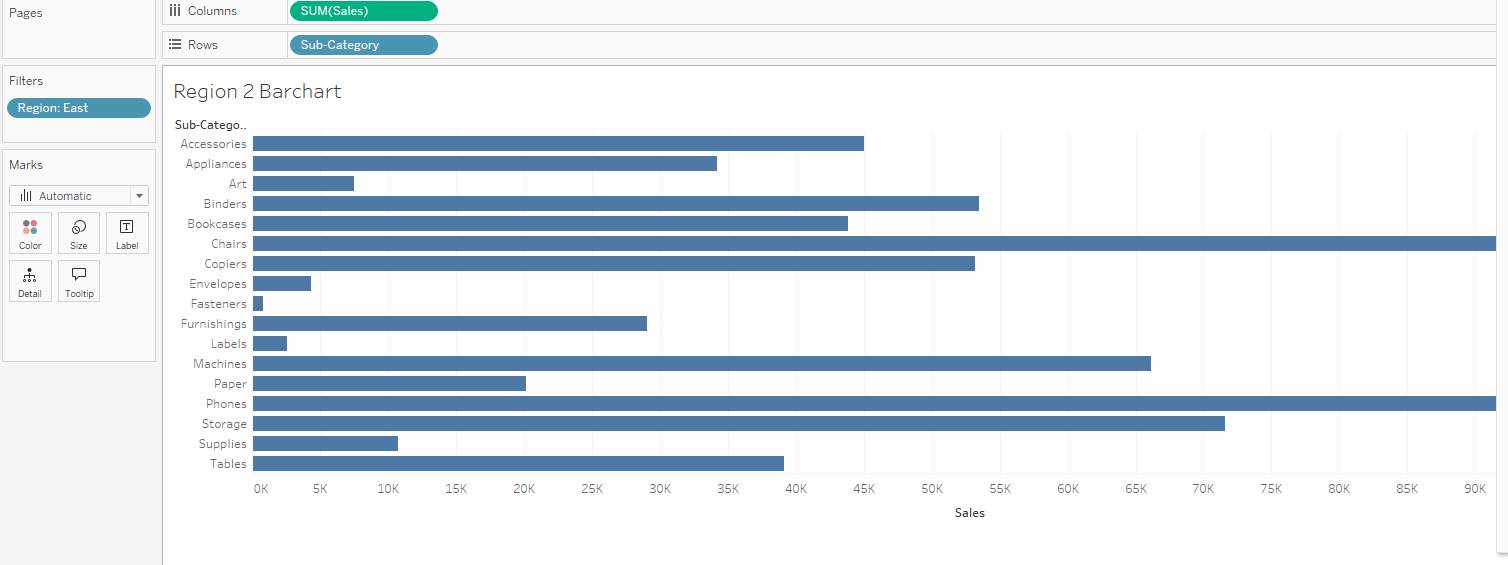 Pages
Columns
SUM(Sales)
Rows
Sub-Category
Filters
Region: East
Marks
Automatic
Color
Size
Label
Detail
Tooltip
Region 2 Barchart
Sub-Catego..
Accessories
Appliances
Art
Binders
Bookcases
Chairs
Copiers
Envelopes
Fasteners
Furnishings
Labels
Machines
Paper
Phones
Storage
Supplies
Tables
0K 5K 10K 15K 20K 25K 30K 35K 40K 45K 50K 55K 60K 65K 70K 75K 80K 85K 90K
Sales